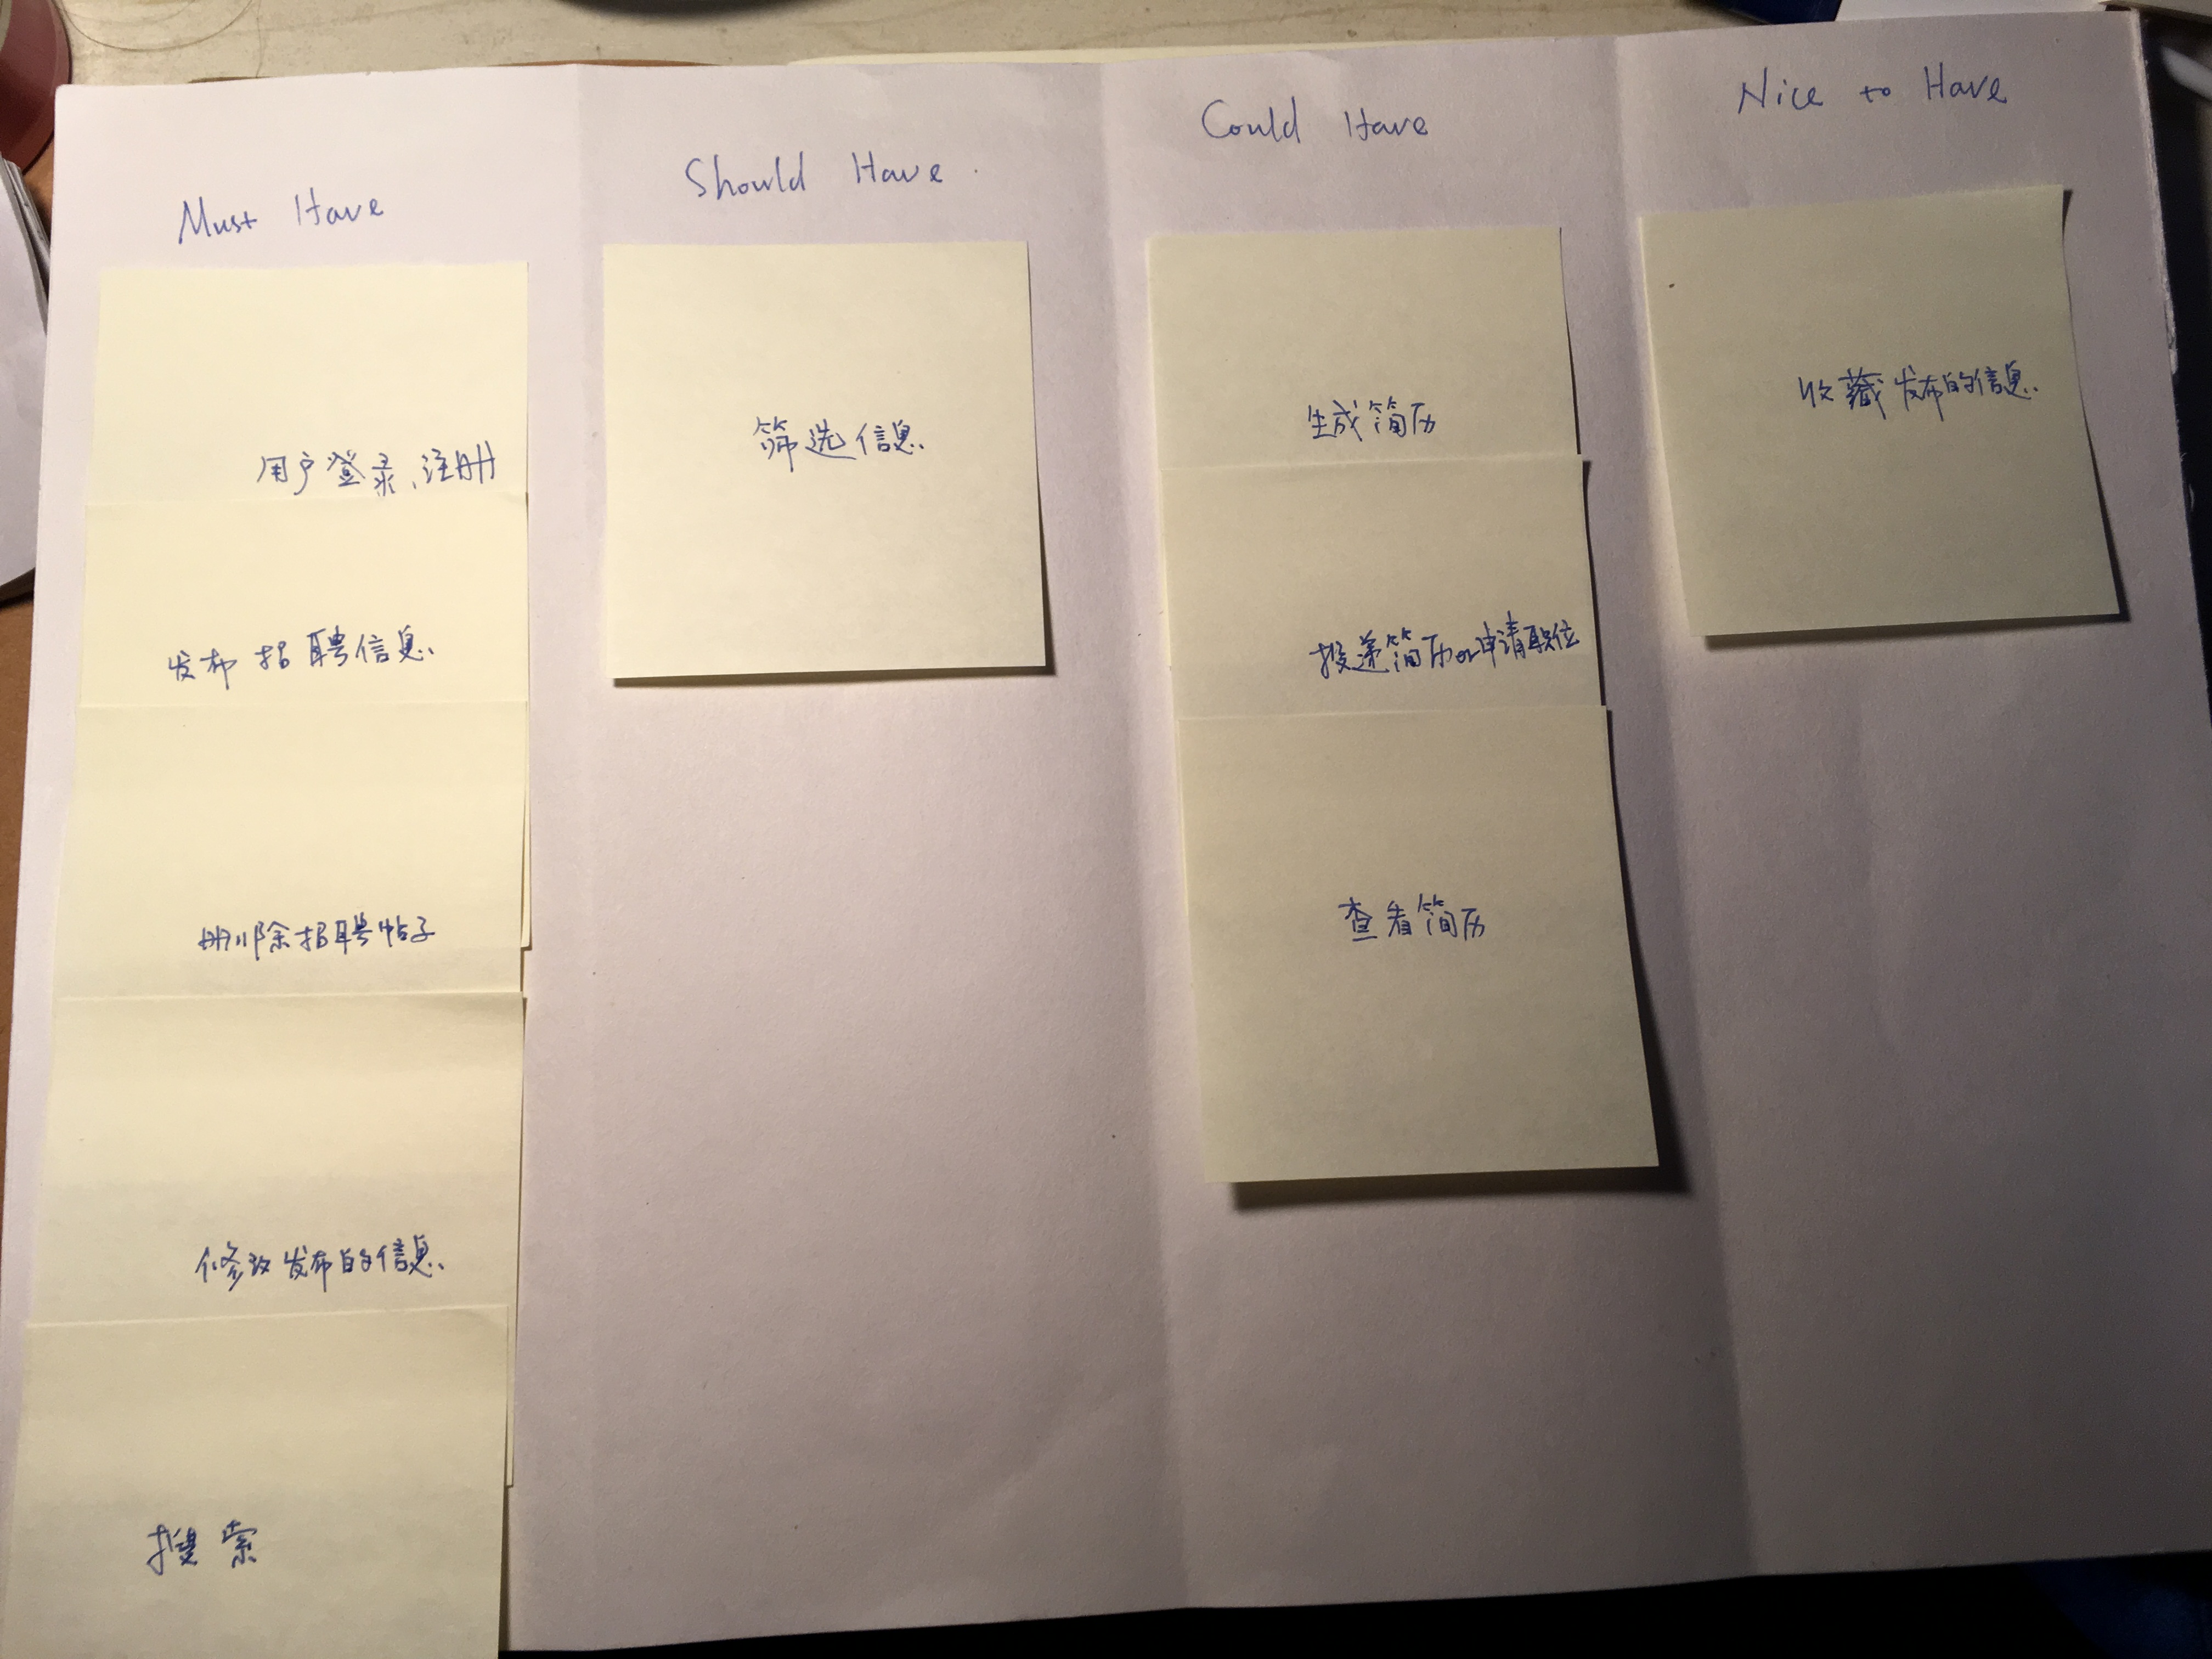 Must Have
用户登录、注册
发布招聘信息
删除招聘帖子
修改发布的信息
搜索
Should Have
筛选信息
Could Have
生成简历
投递简历or申请职位
查看简历
Nice to Have
收藏发布的信息